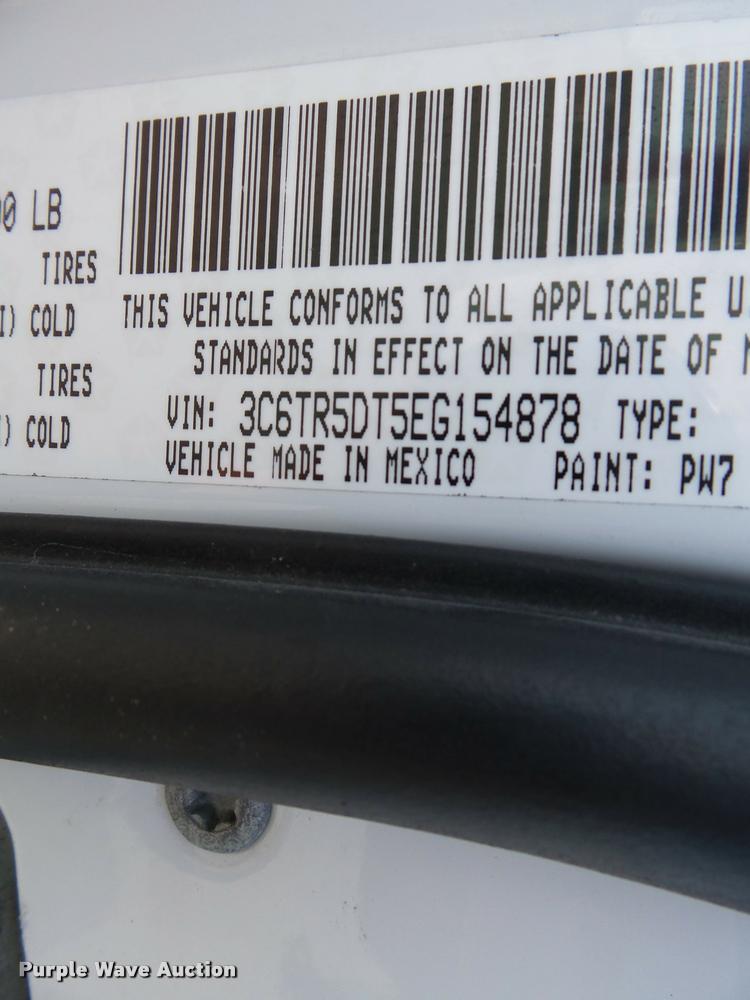 LB
TIRES
COLD
TIRES
COLD
THIS VEHICLE CONFORMS TO ALL APPLICABLE
STANDARDS IN EFFECT ON THE DATE OF
VIN: 3C6TR5DT5EG154878 TYPE:
VEHICLE MADE IN MEXICO PAINT: PW7
Purple Wave Auction